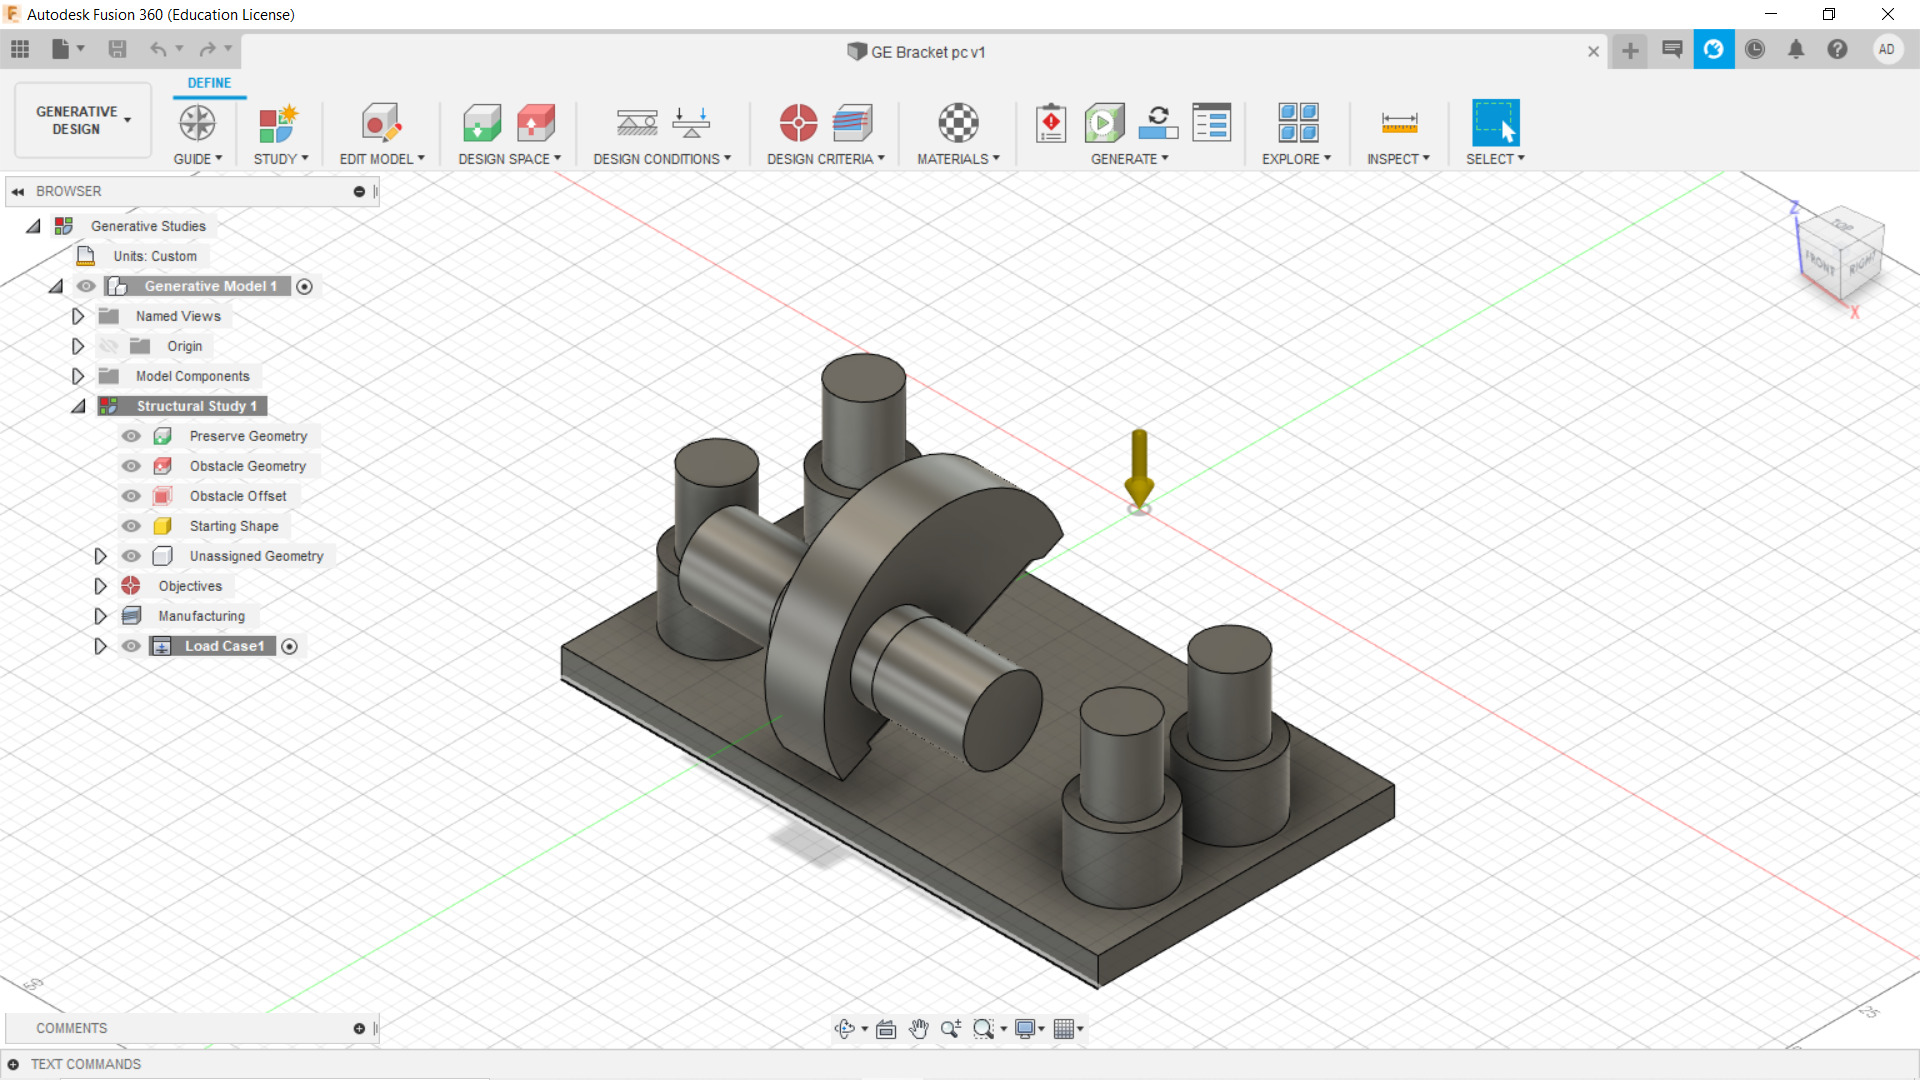 Autodesk Fusion 360 (Education License)
GE Bracket pc v1
AD
GENERATIVE DESIGN
DEFINE
GUIDE
STUDY
EDIT MODEL
DESIGN SPACE
DESIGN CONDITIONS
DESIGN CRITERIA
MATERIALS
GENERATE
EXPLORE
INSPECT
SELECT
BROWSER
Generative Studies
Units: Custom
Generative Model 1
Named Views
Origin
Model Components
Structural Study 1
Preserve Geometry
Obstacle Geometry
Obstacle Offset
Starting Shape
Unassigned Geometry
Objectives
Manufacturing
Load Case1
Z
TOP
FRONT
RIGHT
X
50
25
COMMENTS
TEXT COMMANDS